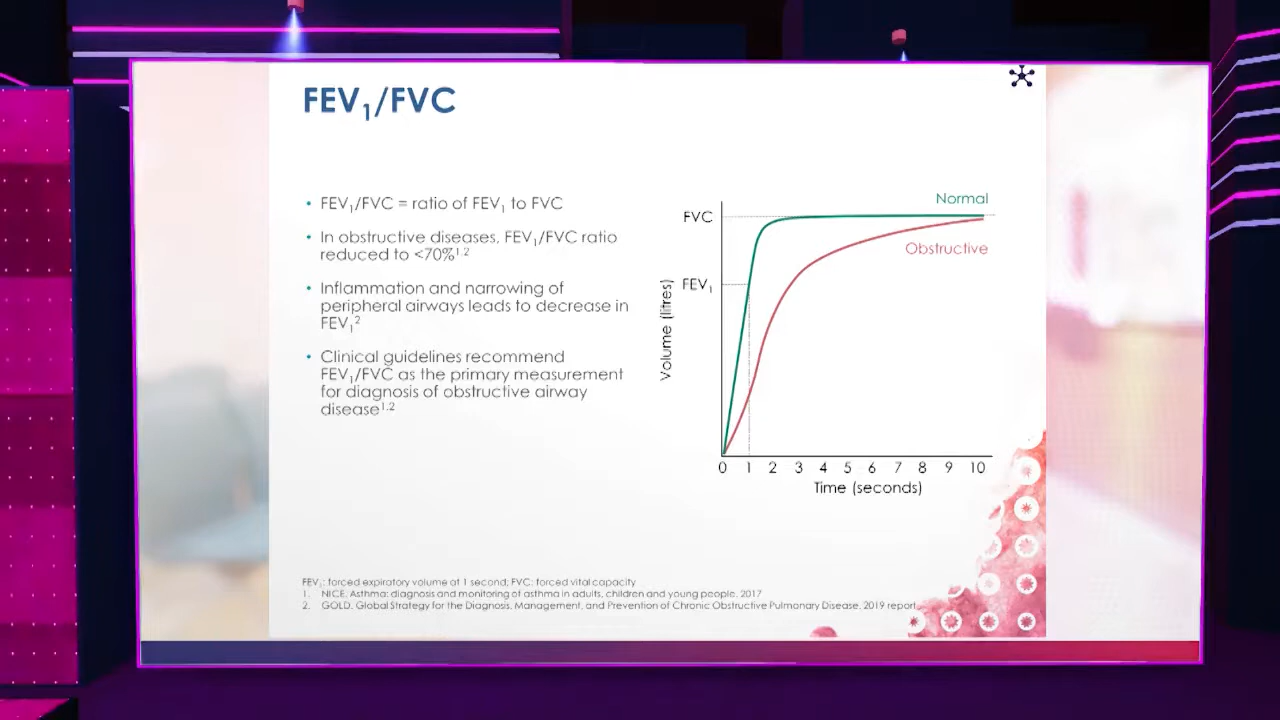 FEV₁/FVC
• FEV₁/FVC = ratio of FEV₁ to FVC
• In obstructive diseases, FEV₁/FVC ratio
reduced to <70%¹·²
• Inflammation and narrowing of
peripheral airways leads to decrease in
FEV₁²
• Clinical guidelines recommend
FEV₁/FVC as the primary measurement
for diagnosis of obstructive airway
disease¹·²
Normal
FVC
Obstructive
FEV₁
Volume (litres)
0 1 2 3 4 5 6 7 8 9 10
Time (seconds)
FEV₁: forced expiratory volume at 1 second; FVC: forced vital capacity
1. NICE. Asthma: diagnosis and monitoring of asthma in adults, children and young people. 2017
2. GOLD. Global Strategy for the Diagnosis, Management, and Prevention of Chronic Obstructive Pulmonary Disease. 2019 report.